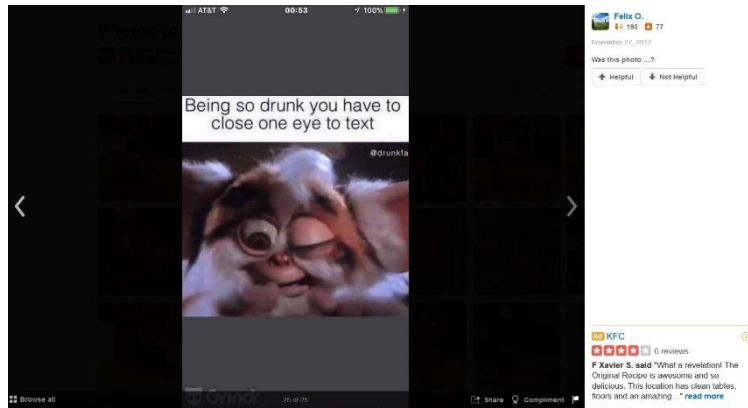 AT&T 00:53 100%
Being so drunk you have to
close one eye to text
@drunkfa
Grindr
Browse all
25 of 25
Share Compliment
Felix O.
193 77
November 27, 2017
Was this photo ...?
Helpful Not Helpful
Ad KFC
6 reviews
F Xavier S. said "What a revelation! The
Original Recipe is awesome and so
delicious. This location has clean tables,
floors and an amazing..." read more